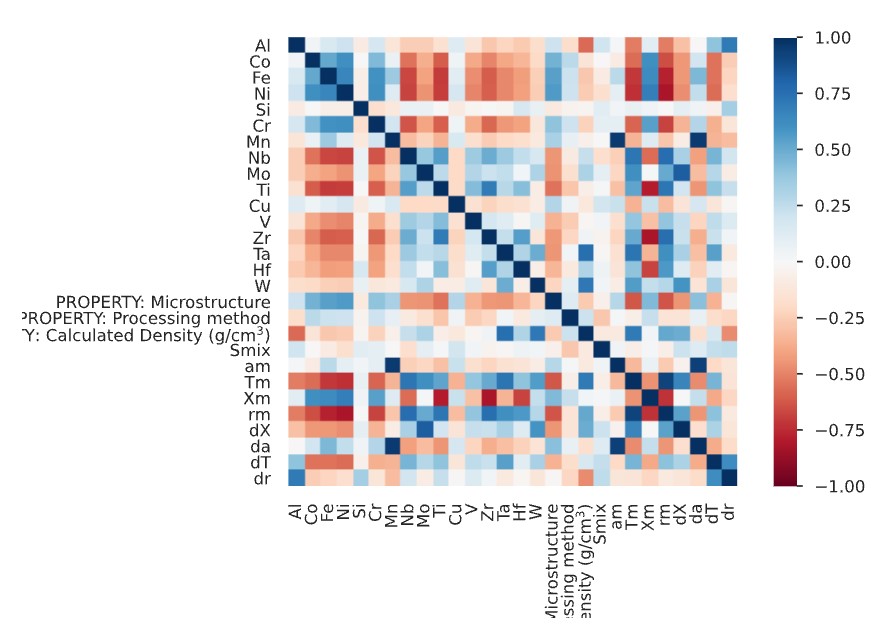 Al
Co
Fe
Ni
Si
Cr
Mn
Nb
Mo
Ti
Cu
V
Zr
Ta
Hf
W
PROPERTY: Microstructure
PROPERTY: Processing method
Y: Calculated Density (g/cm³)
Smix
am
Tm
Xm
rm
dX
da
dT
dr
Al
Co
Fe
Ni
Si
Cr
Mn
Nb
Mo
Ti
Cu
V
Zr
Ta
Hf
W
Microstructure
essing method
ensity (g/cm³)
Smix
am
Tm
Xm
rm
dX
da
dT
dr
1.00
0.75
0.50
0.25
0.00
−0.25
−0.50
−0.75
−1.00